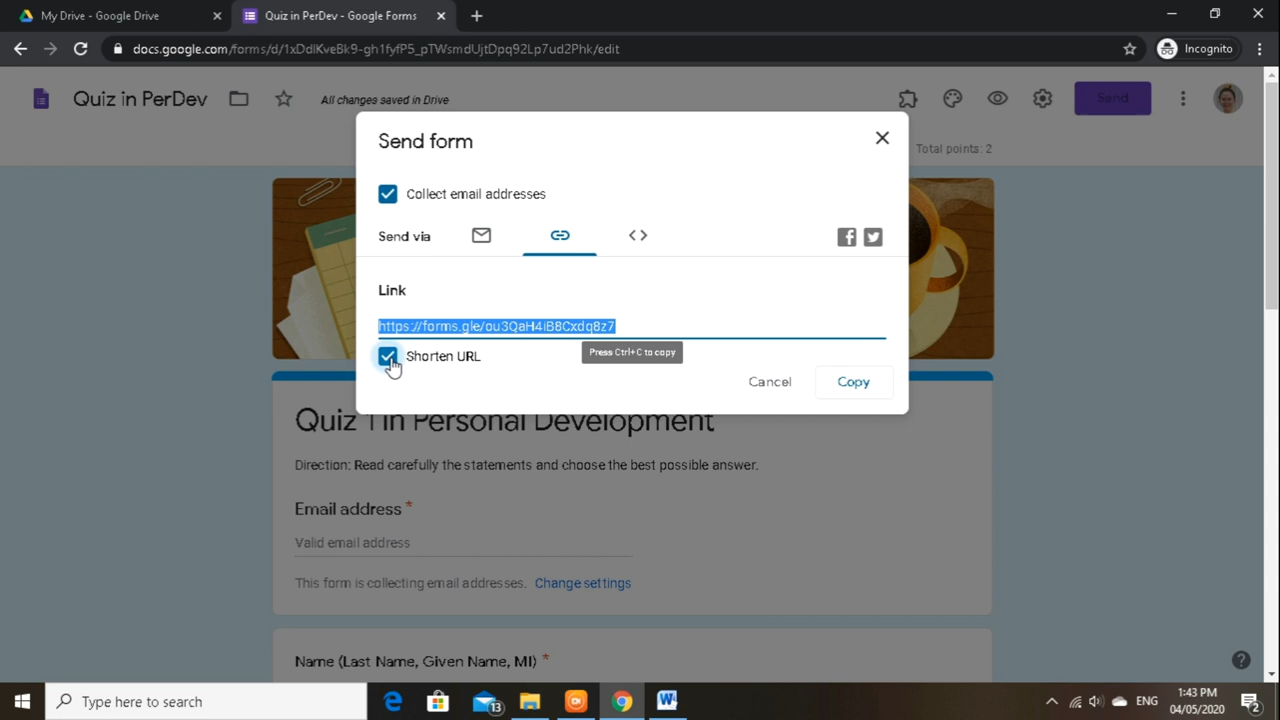 My Drive - Google Drive
Quiz in PerDev - Google Forms
docs.google.com/forms/d/1xDdlKveBk9-gh1fyfP5_pTWsmdUjtDpq92Lp7ud2Phk/edit
Incognito
Quiz in PerDev
All changes saved in Drive
Send
Total points: 2
Send form
Collect email addresses
Send via
Link
https://forms.gle/ou3QaH4iB8Cxdq8z7
Press Ctrl+C to copy
Shorten URL
Cancel
Copy
Quiz 1 in Personal Development
Direction: Read carefully the statements and choose the best possible answer.
Email address *
Valid email address
This form is collecting email addresses. Change settings
Name (Last Name, Given Name, MI) *
Type here to search
13
ENG
1:43 PM
04/05/2020
2